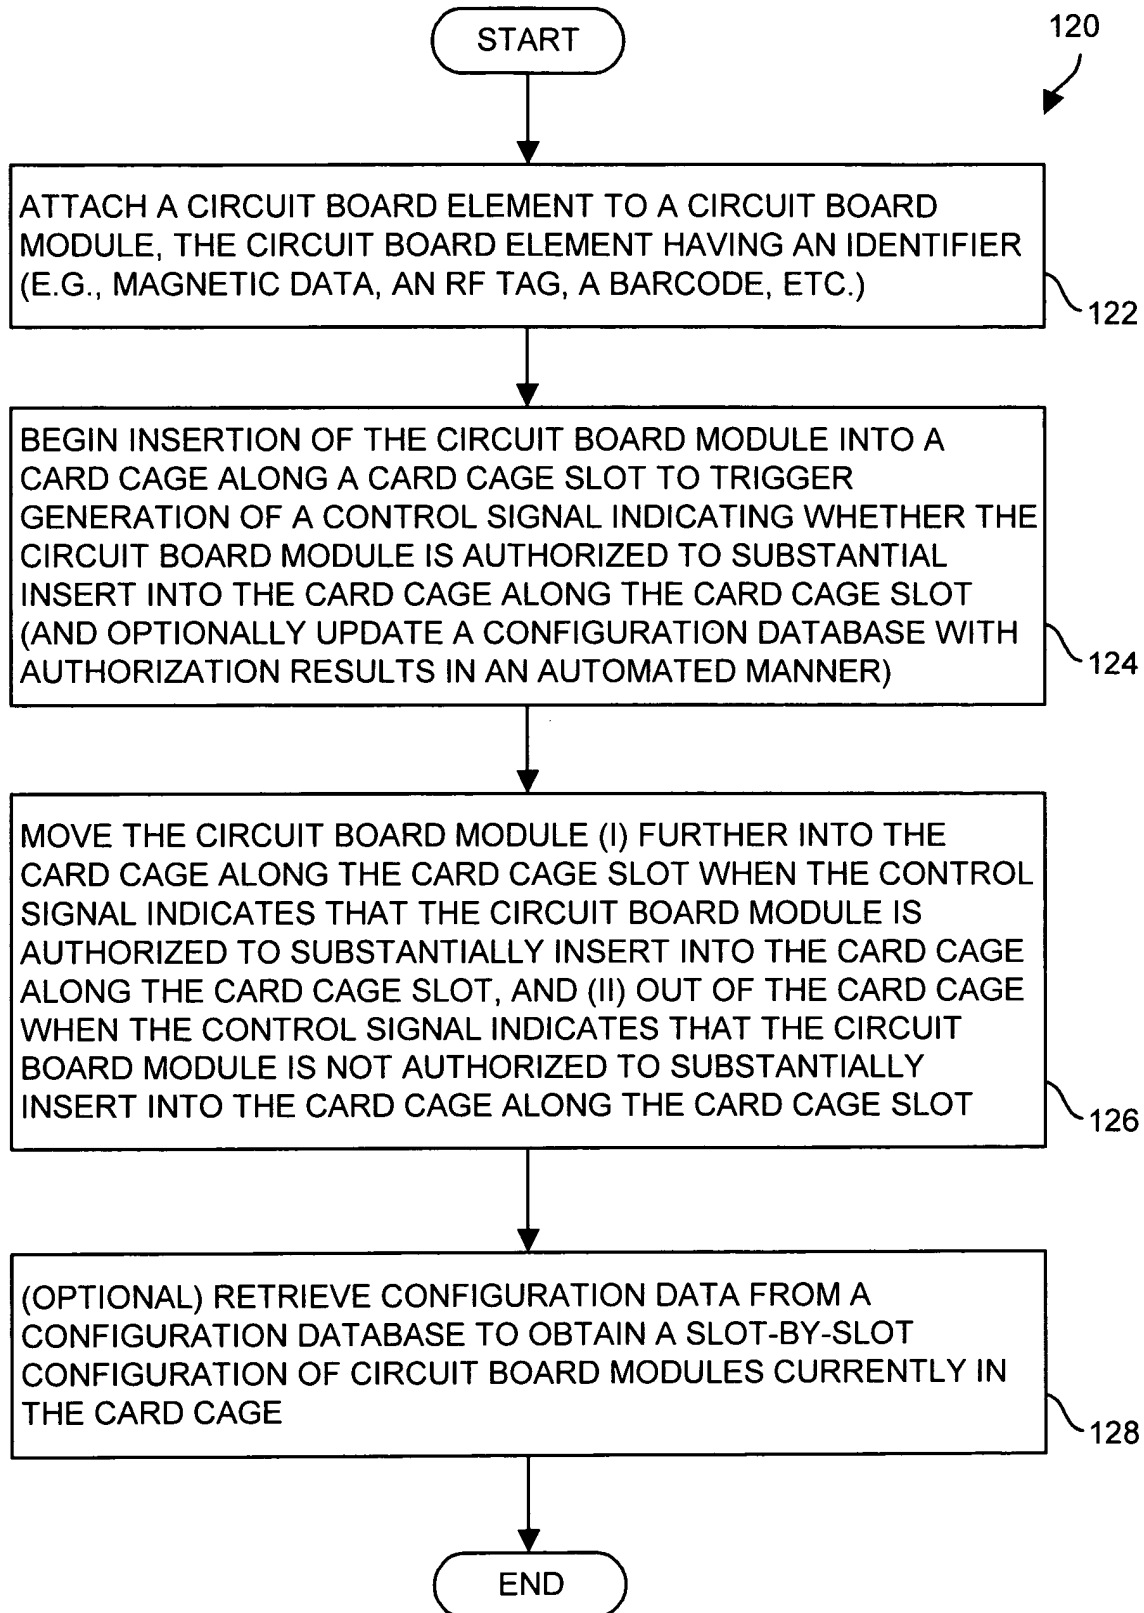 START
120
ATTACH A CIRCUIT BOARD ELEMENT TO A CIRCUIT BOARD
MODULE, THE CIRCUIT BOARD ELEMENT HAVING AN IDENTIFIER
(E.G., MAGNETIC DATA, AN RF TAG, A BARCODE, ETC.)
122
BEGIN INSERTION OF THE CIRCUIT BOARD MODULE INTO A
CARD CAGE ALONG A CARD CAGE SLOT TO TRIGGER
GENERATION OF A CONTROL SIGNAL INDICATING WHETHER THE
CIRCUIT BOARD MODULE IS AUTHORIZED TO SUBSTANTIAL
INSERT INTO THE CARD CAGE ALONG THE CARD CAGE SLOT
(AND OPTIONALLY UPDATE A CONFIGURATION DATABASE WITH
AUTHORIZATION RESULTS IN AN AUTOMATED MANNER)
124
MOVE THE CIRCUIT BOARD MODULE (I) FURTHER INTO THE
CARD CAGE ALONG THE CARD CAGE SLOT WHEN THE CONTROL
SIGNAL INDICATES THAT THE CIRCUIT BOARD MODULE IS
AUTHORIZED TO SUBSTANTIALLY INSERT INTO THE CARD CAGE
ALONG THE CARD CAGE SLOT, AND (II) OUT OF THE CARD CAGE
WHEN THE CONTROL SIGNAL INDICATES THAT THE CIRCUIT
BOARD MODULE IS NOT AUTHORIZED TO SUBSTANTIALLY
INSERT INTO THE CARD CAGE ALONG THE CARD CAGE SLOT
126
(OPTIONAL) RETRIEVE CONFIGURATION DATA FROM A
CONFIGURATION DATABASE TO OBTAIN A SLOT-BY-SLOT
CONFIGURATION OF CIRCUIT BOARD MODULES CURRENTLY IN
THE CARD CAGE
128
END